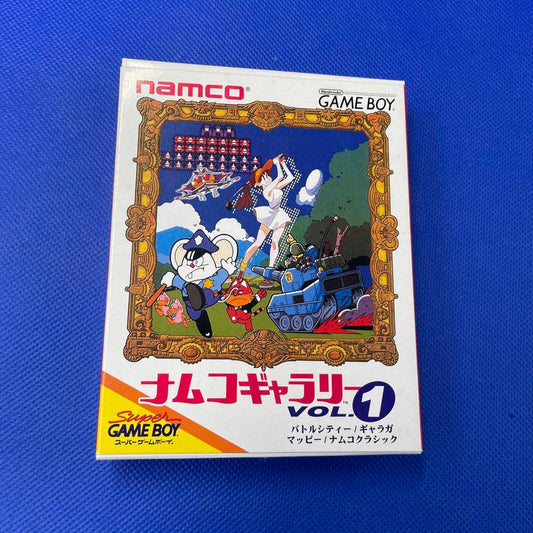 namco®
Nintendo
GAME BOY
ナムコギャラリー
VOL.1
TM
Super
GAME BOY
スーパーゲームボーイ
バトルシティー/ギャラガ
マッピー/ナムコクラシック